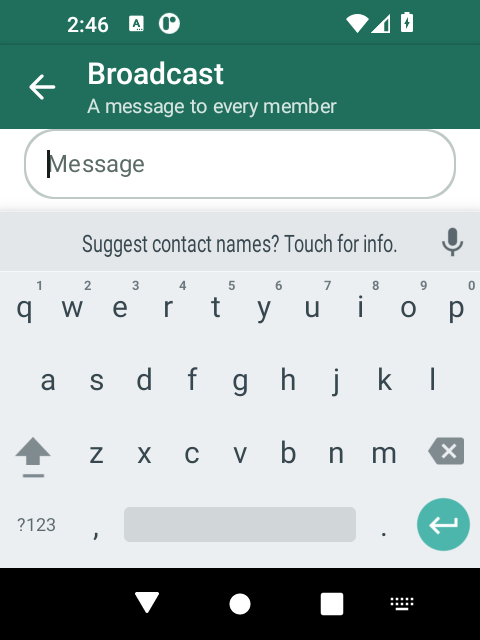 2:46
Broadcast
A message to every member
Message
Suggest contact names? Touch for info.
1 2 3 4 5 6 7 8 9 0
q w e r t y u i o p
a s d f g h j k l
z x c v b n m
?123 , .